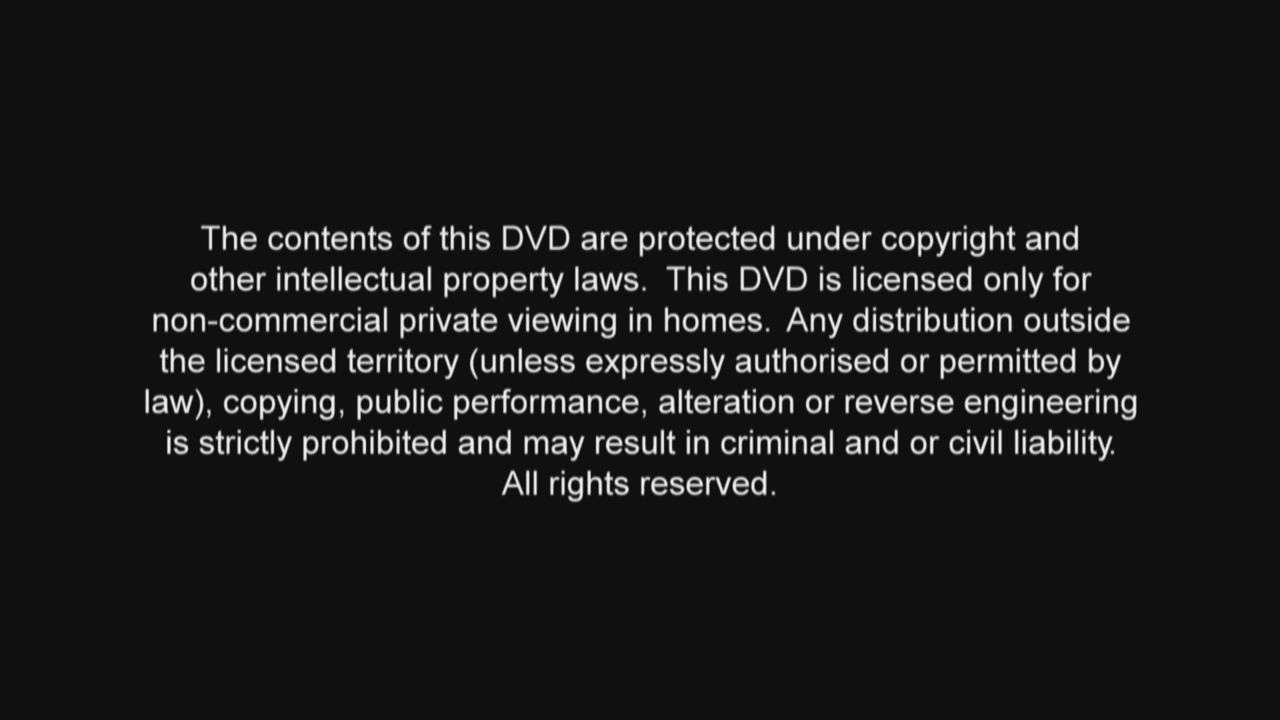 The contents of this DVD are protected under copyright and
other intellectual property laws.  This DVD is licensed only for
non-commercial private viewing in homes.  Any distribution outside
the licensed territory (unless expressly authorised or permitted by
law), copying, public performance, alteration or reverse engineering
is strictly prohibited and may result in criminal and or civil liability.
All rights reserved.